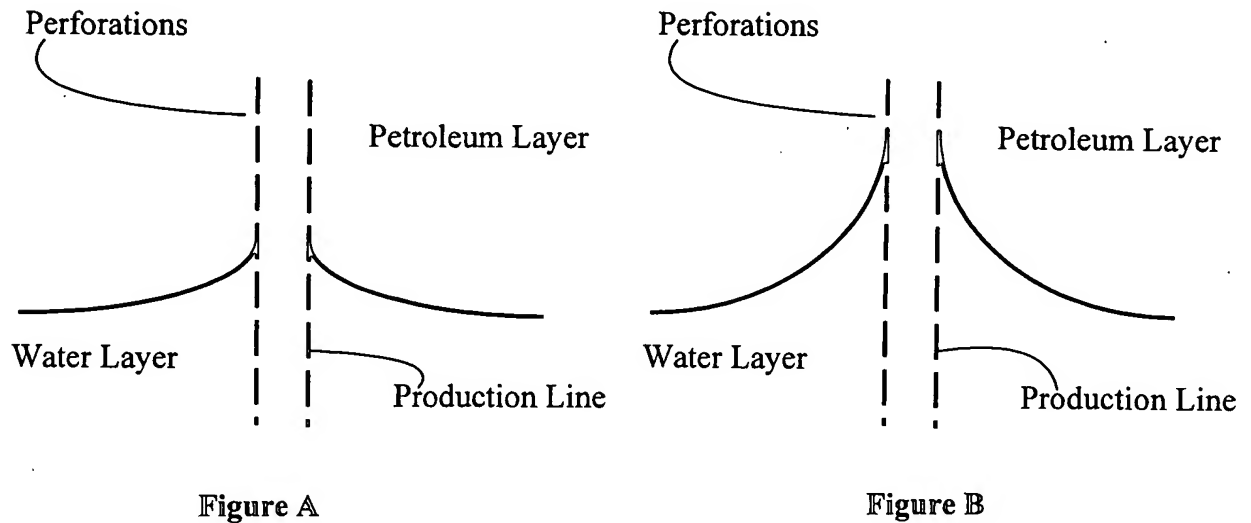 Perforations
Petroleum Layer
Water Layer
Production Line
Figure A
Perforations
Petroleum Layer
Water Layer
Production Line
Figure B